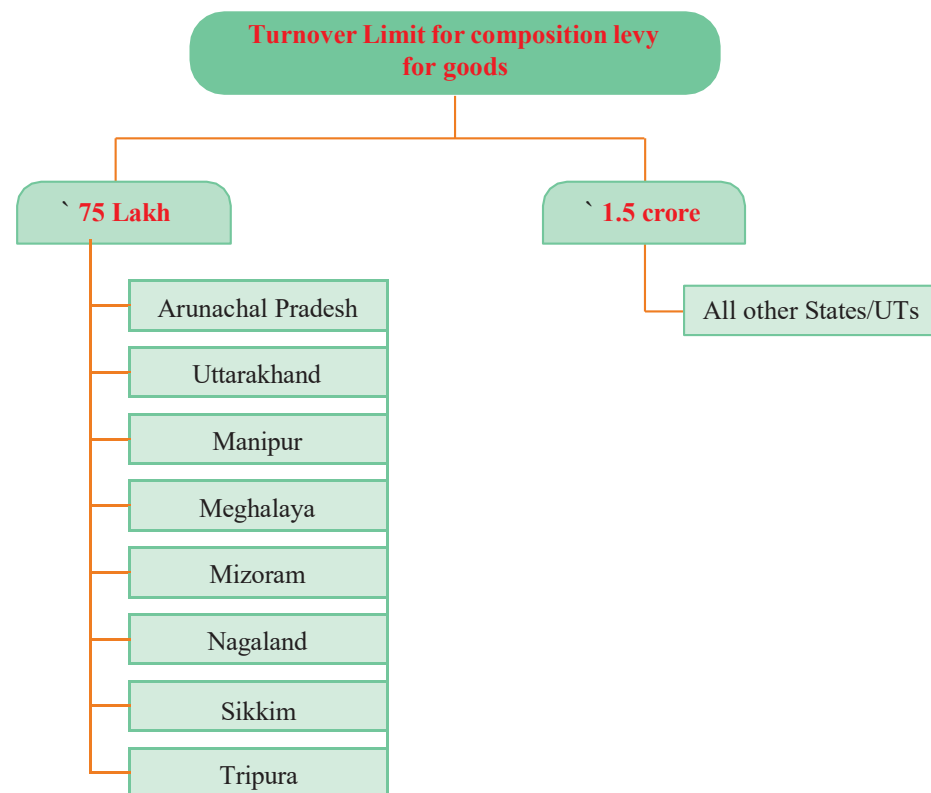 Turnover Limit for composition levy
for goods
` 75 Lakh
` 1.5 crore
Arunachal Pradesh
All other States/UTs
Uttarakhand
Manipur
Meghalaya
Mizoram
Nagaland
Sikkim
Tripura